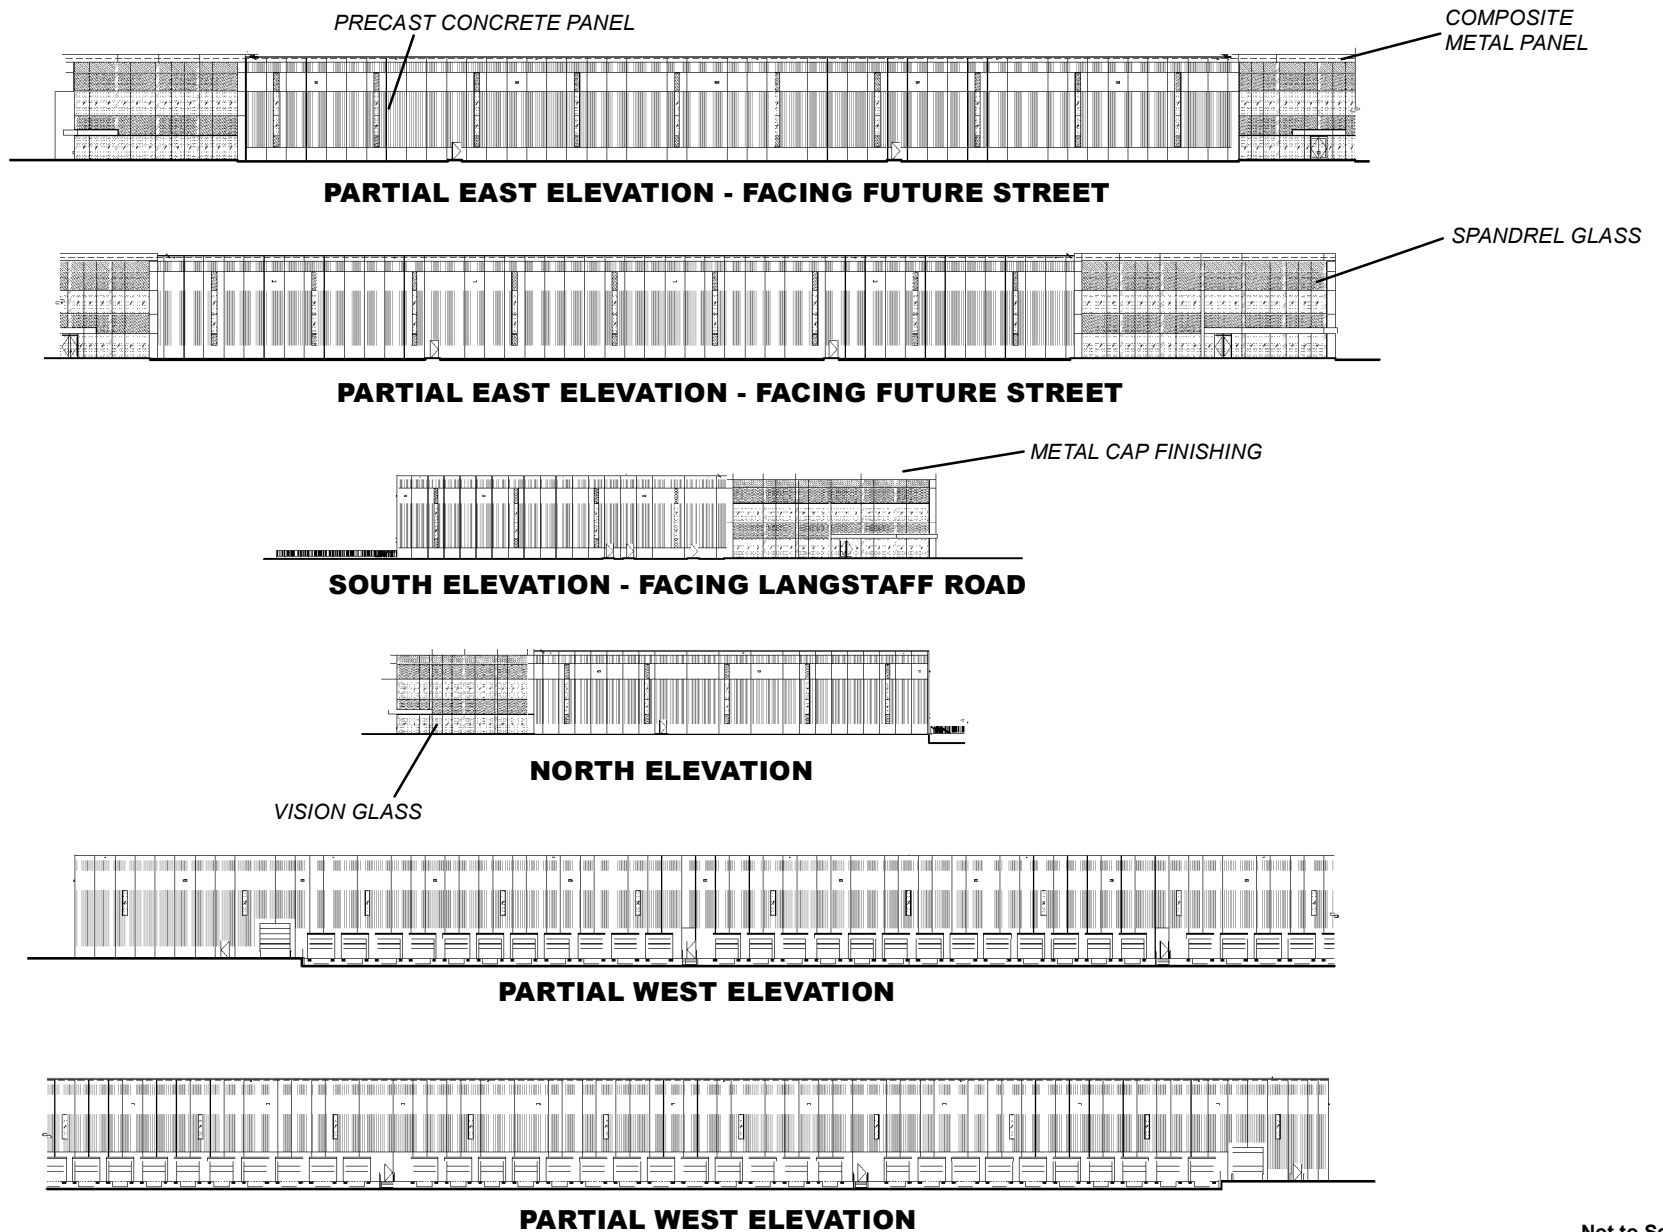 PRECAST CONCRETE PANEL
COMPOSITE
METAL PANEL
PARTIAL EAST ELEVATION - FACING FUTURE STREET
SPANDREL GLASS
PARTIAL EAST ELEVATION - FACING FUTURE STREET
METAL CAP FINISHING
SOUTH ELEVATION - FACING LANGSTAFF ROAD
NORTH ELEVATION
VISION GLASS
PARTIAL WEST ELEVATION
PARTIAL WEST ELEVATION
Not to